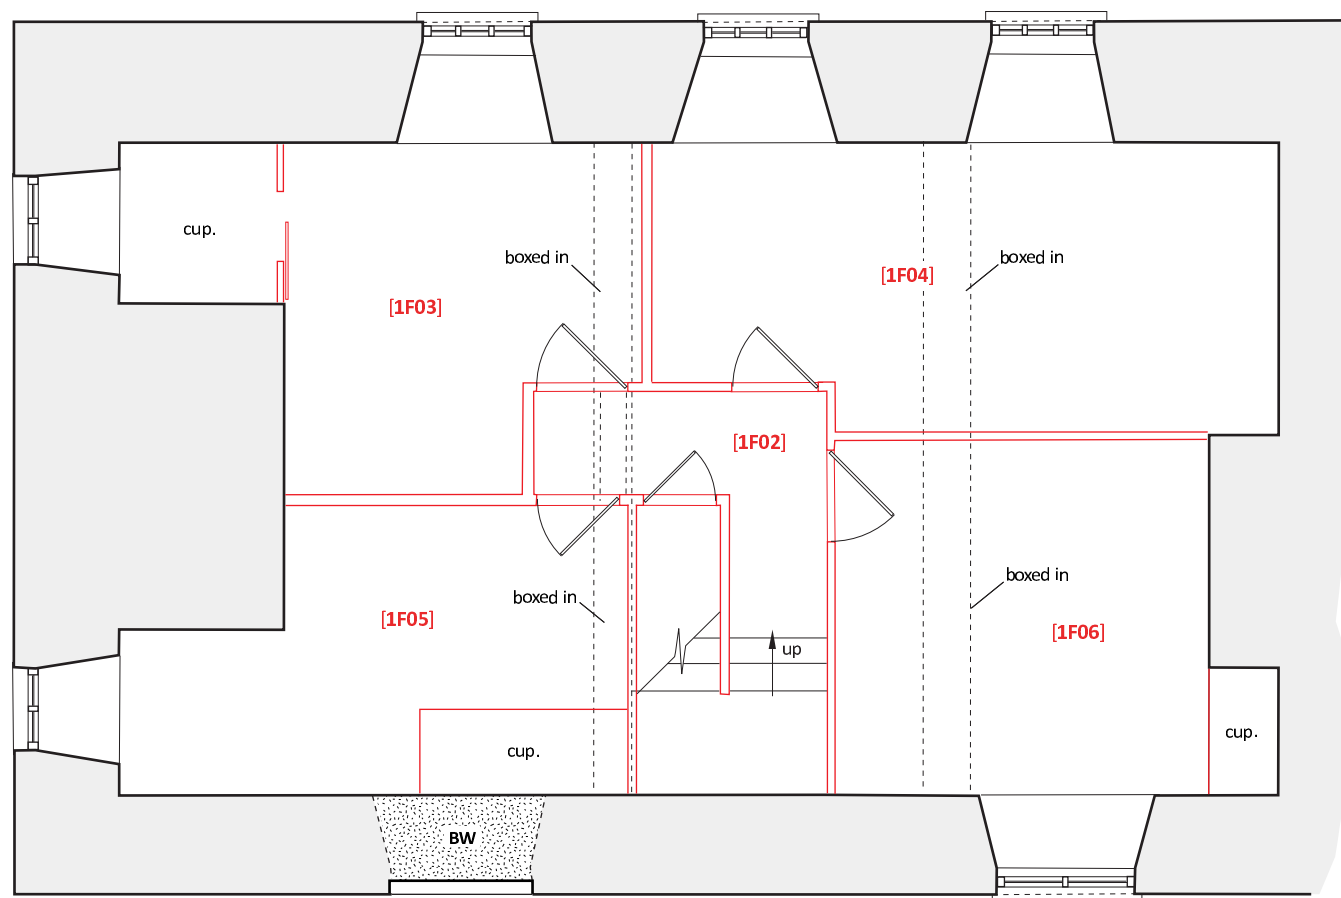 cup.
boxed in
boxed in
[1F04]
[1F03]
[1F02]
boxed in
boxed in
[1F05]
[1F06]
up
cup.
cup.
BW